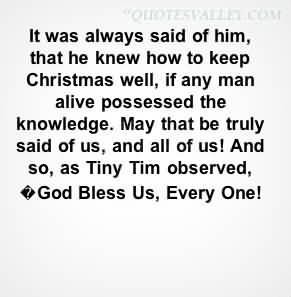 “QUOTESVALLEY.COM
It was always said of him,
that he knew how to keep
Christmas well, if any man
alive possessed the
knowledge. May that be truly
said of us, and all of us! And
so, as Tiny Tim observed,
�God Bless Us, Every One!